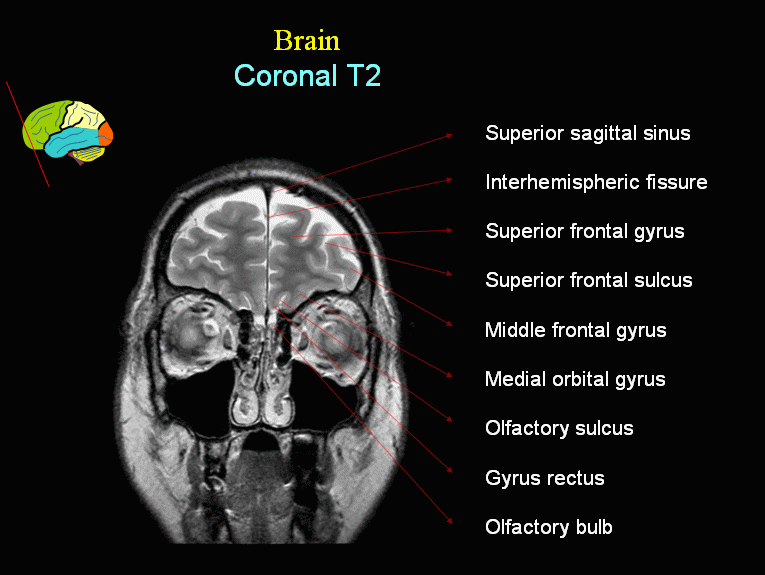 Brain
Coronal T2
Superior sagittal sinus
Interhemispheric fissure
Superior frontal gyrus
Superior frontal sulcus
Middle frontal gyrus
Medial orbital gyrus
Olfactory sulcus
Gyrus rectus
Olfactory bulb